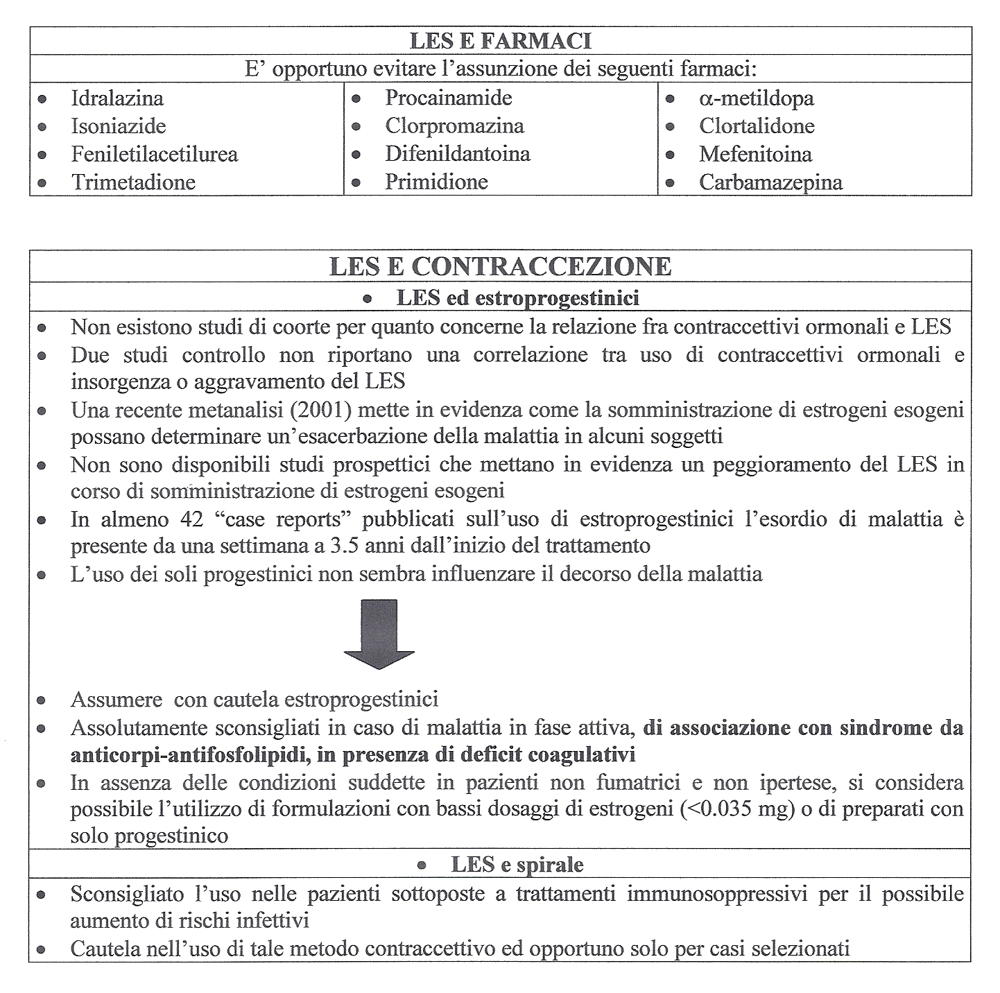 LES E FARMACI
E' opportuno evitare l'assunzione dei seguenti farmaci:
• Idralazina
• Isoniazide
• Feniletilacetilurea
• Trimetadione
• Procainamide
• Clorpromazina
• Difenildantoina
• Primidione
• α-metildopa
• Clortalidone
• Mefenitoina
• Carbamazepina
LES E CONTRACCEZIONE
• LES ed estroprogestinici
• Non esistono studi di coorte per quanto concerne la relazione fra contraccettivi ormonali e LES
• Due studi controllo non riportano una correlazione tra uso di contraccettivi ormonali e
insorgenza o aggravamento del LES
• Una recente metanalisi (2001) mette in evidenza come la somministrazione di estrogeni esogeni
possano determinare un'esacerbazione della malattia in alcuni soggetti
• Non sono disponibili studi prospettici che mettano in evidenza un peggioramento del LES in
corso di somministrazione di estrogeni esogeni
• In almeno 42 “case reports” pubblicati sull'uso di estroprogestinici l'esordio di malattia è
presente da una settimana a 3.5 anni dall'inizio del trattamento
• L'uso dei soli progestinici non sembra influenzare il decorso della malattia
• Assumere con cautela estroprogestinici
• Assolutamente sconsigliati in caso di malattia in fase attiva, di associazione con sindrome da
anticorpi-antifosfolipidi, in presenza di deficit coagulativi
• In assenza delle condizioni suddette in pazienti non fumatrici e non ipertese, si considera
possibile l'utilizzo di formulazioni con bassi dosaggi di estrogeni (<0.035 mg) o di preparati con
solo progestinico
• LES e spirale
• Sconsigliato l'uso nelle pazienti sottoposte a trattamenti immunosoppressivi per il possibile
aumento di rischi infettivi
• Cautela nell'uso di tale metodo contraccettivo ed opportuno solo per casi selezionati